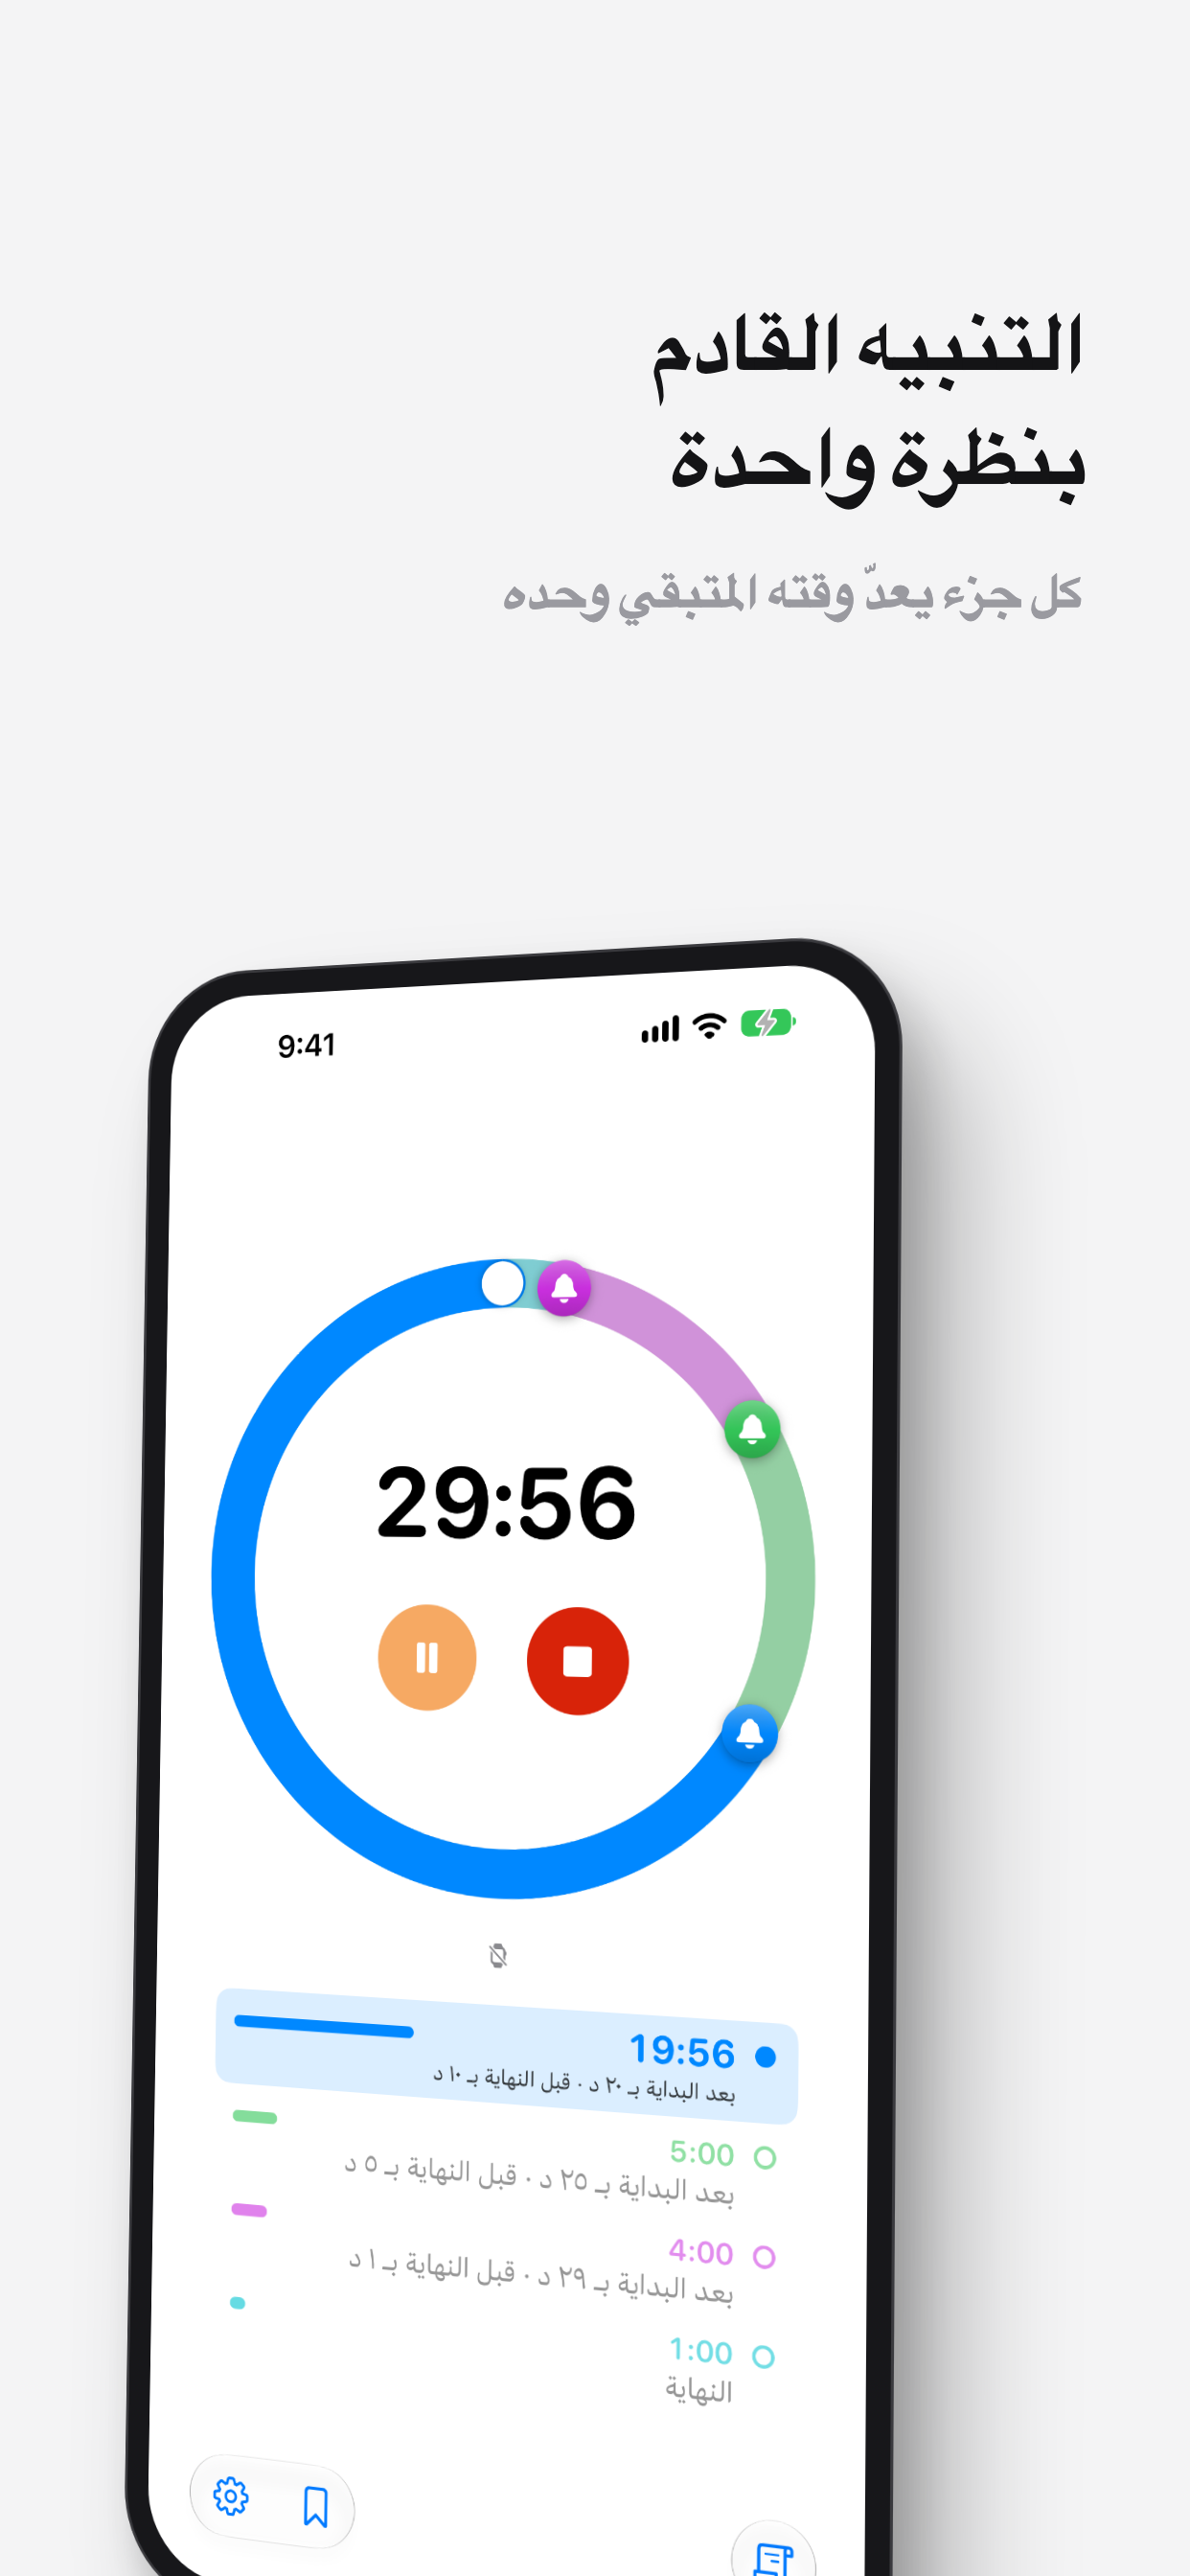 التنبيه القادم
بنظرة واحدة
كل جزء يعدّ وقته المتبقي وحده
9:41
29:56
19:56
بعد البداية بـ ٢٠ د · قبل النهاية بـ ١٠ د
5:00
بعد البداية بـ ٢٥ د · قبل النهاية بـ ٥ د
4:00
بعد البداية بـ ٢٩ د · قبل النهاية بـ ١ د
1:00
النهاية